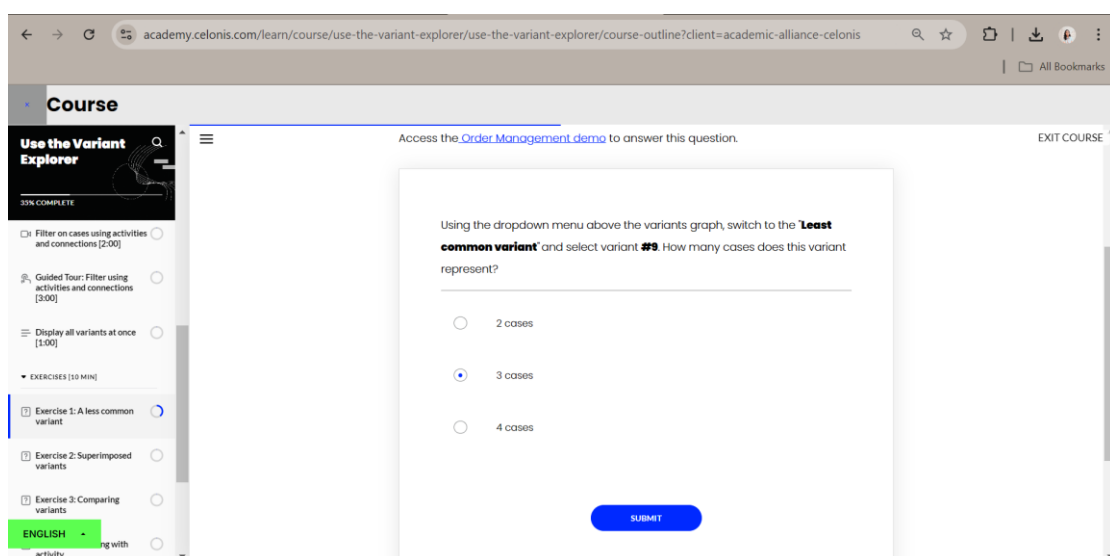 academy.celonis.com/learn/course/use-the-variant-explorer/use-the-variant-explorer/course-outline?client=academic-alliance-celonis
All Bookmarks
x Course
Use the Variant
Explorer
35% COMPLETE
Filter on cases using activities
and connections [2:00]
Guided Tour: Filter using
activities and connections
[3:00]
Display all variants at once
[1:00]
EXERCISES [10 MIN]
Exercise 1: A less common
variant
Exercise 2: Superimposed
variants
Exercise 3: Comparing
variants
ng with
activity
ENGLISH
Access the Order Management demo to answer this question.
EXIT COURSE
Using the dropdown menu above the variants graph, switch to the "Least
common variant" and select variant #9. How many cases does this variant
represent?
2 cases
3 cases
4 cases
SUBMIT